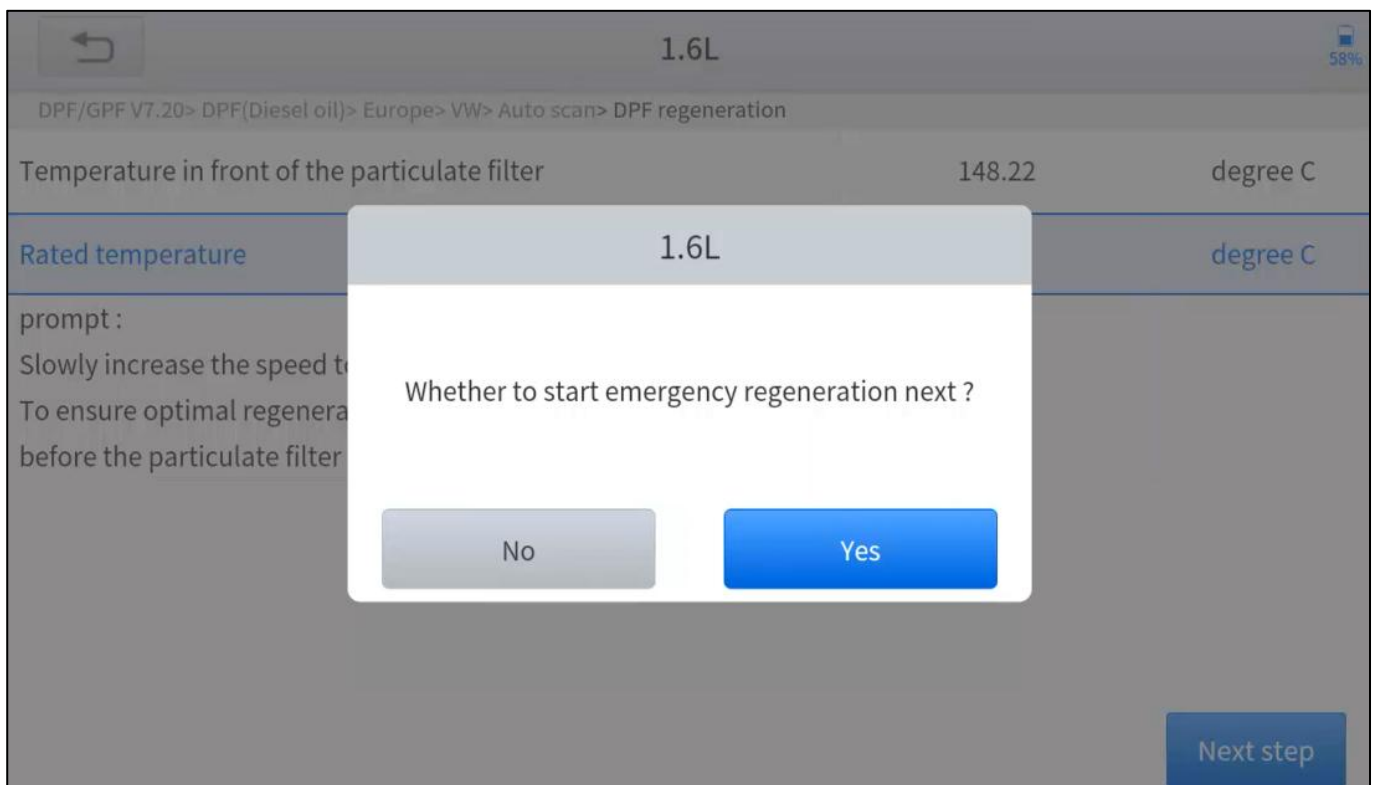 1.6L
58%
DPF/GPF V7.20> DPF(Diesel oil)> Europe> VW> Auto scan> DPF regeneration
Temperature in front of the particulate filter 148.22 degree C
Rated temperature degree C
prompt :
Slowly increase the speed
To ensure optimal
before the particulate filter
1.6L
Whether to start emergency regeneration next ?
No Yes
Next step